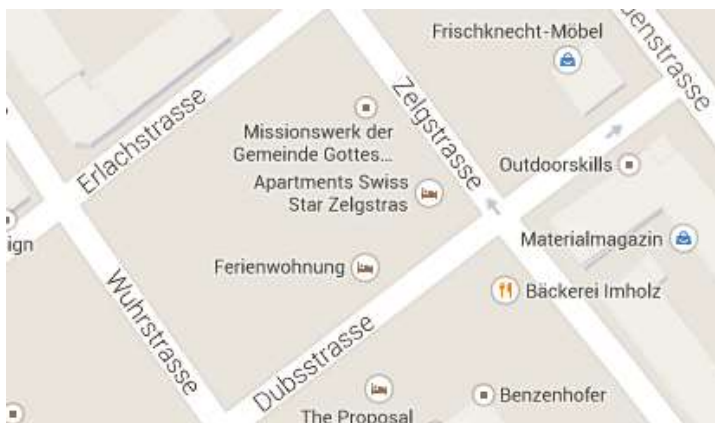 Frischknecht-Möbel
enstrasse
Zelgstrasse
Erlachstrasse
Missionswerk der
Gemeinde Gottes...
Outdoorskills
Apartments Swiss
Star Zelgstras
Materialmagazin
ign
Ferienwohnung
Bäckerei Imholz
Wuhrstrasse
Dubsstrasse
Benzenhofer
The Proposal